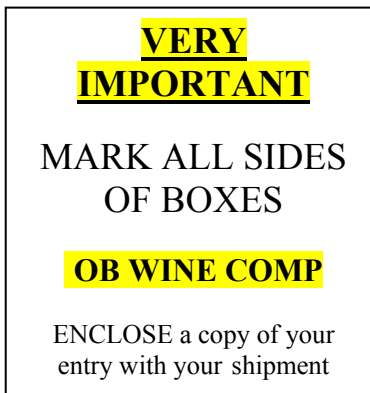 VERY
IMPORTANT
MARK ALL SIDES
OF BOXES
OB WINE COMP
ENCLOSE a copy of your
entry with your shipment